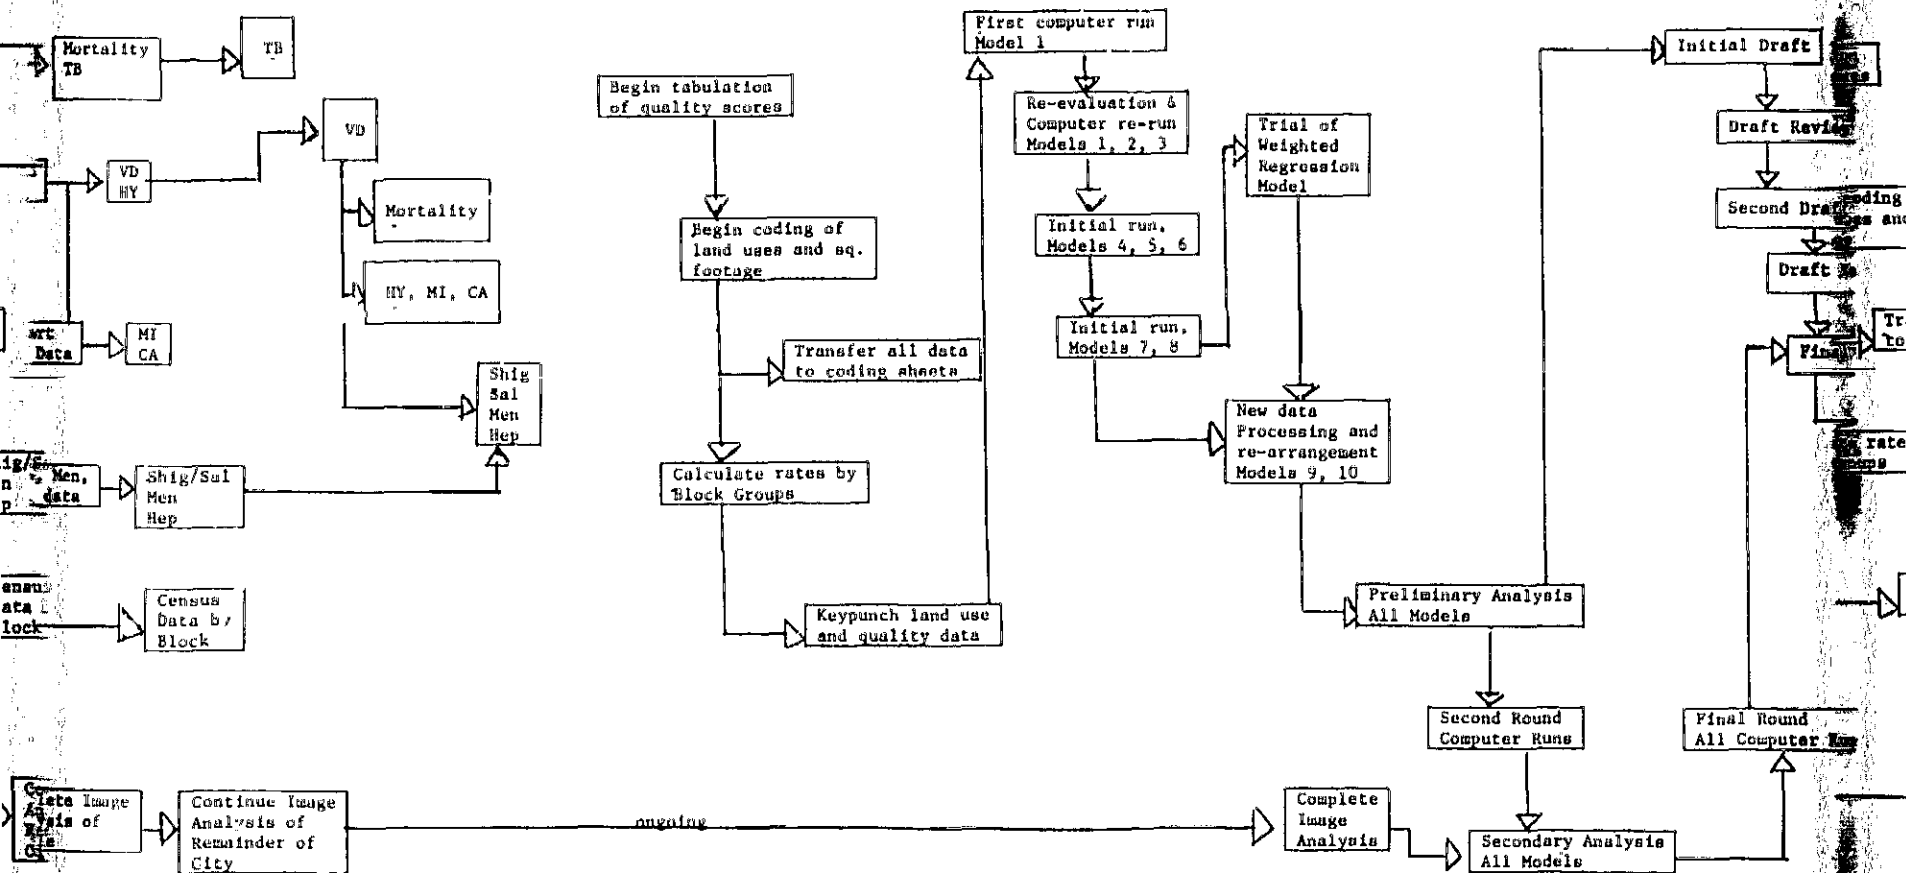 Mortality
TB
TB
VD
HY
VD
Mortality
HY, MI, CA
Data
MI
CA
Shig
Sal
Men
Hep
Men,
data
Shig/Sal
Men
Hep
Census
Data by
Block
Image
Continue Image
Analysis of
Remainder of
City
ongoing
Begin tabulation
of quality scores
Begin coding of
land uses and sq.
footage
Transfer all data
to coding sheets
Calculate rates by
Block Groups
Keypunch land use
and quality data
First computer run
Model 1
Re-evaluation &
Computer re-run
Models 1, 2, 3
Initial run,
Models 4, 5, 6
Initial run,
Models 7, 8
Trial of
Weighted
Regression
Model
New data
Processing and
re-arrangement
Models 9, 10
Preliminary Analysis
All Models
Second Round
Computer Runs
Complete
Image
Analysis
Secondary Analysis
All Models
Final Round
All Computer
Initial Draft
Draft
Second
Draft